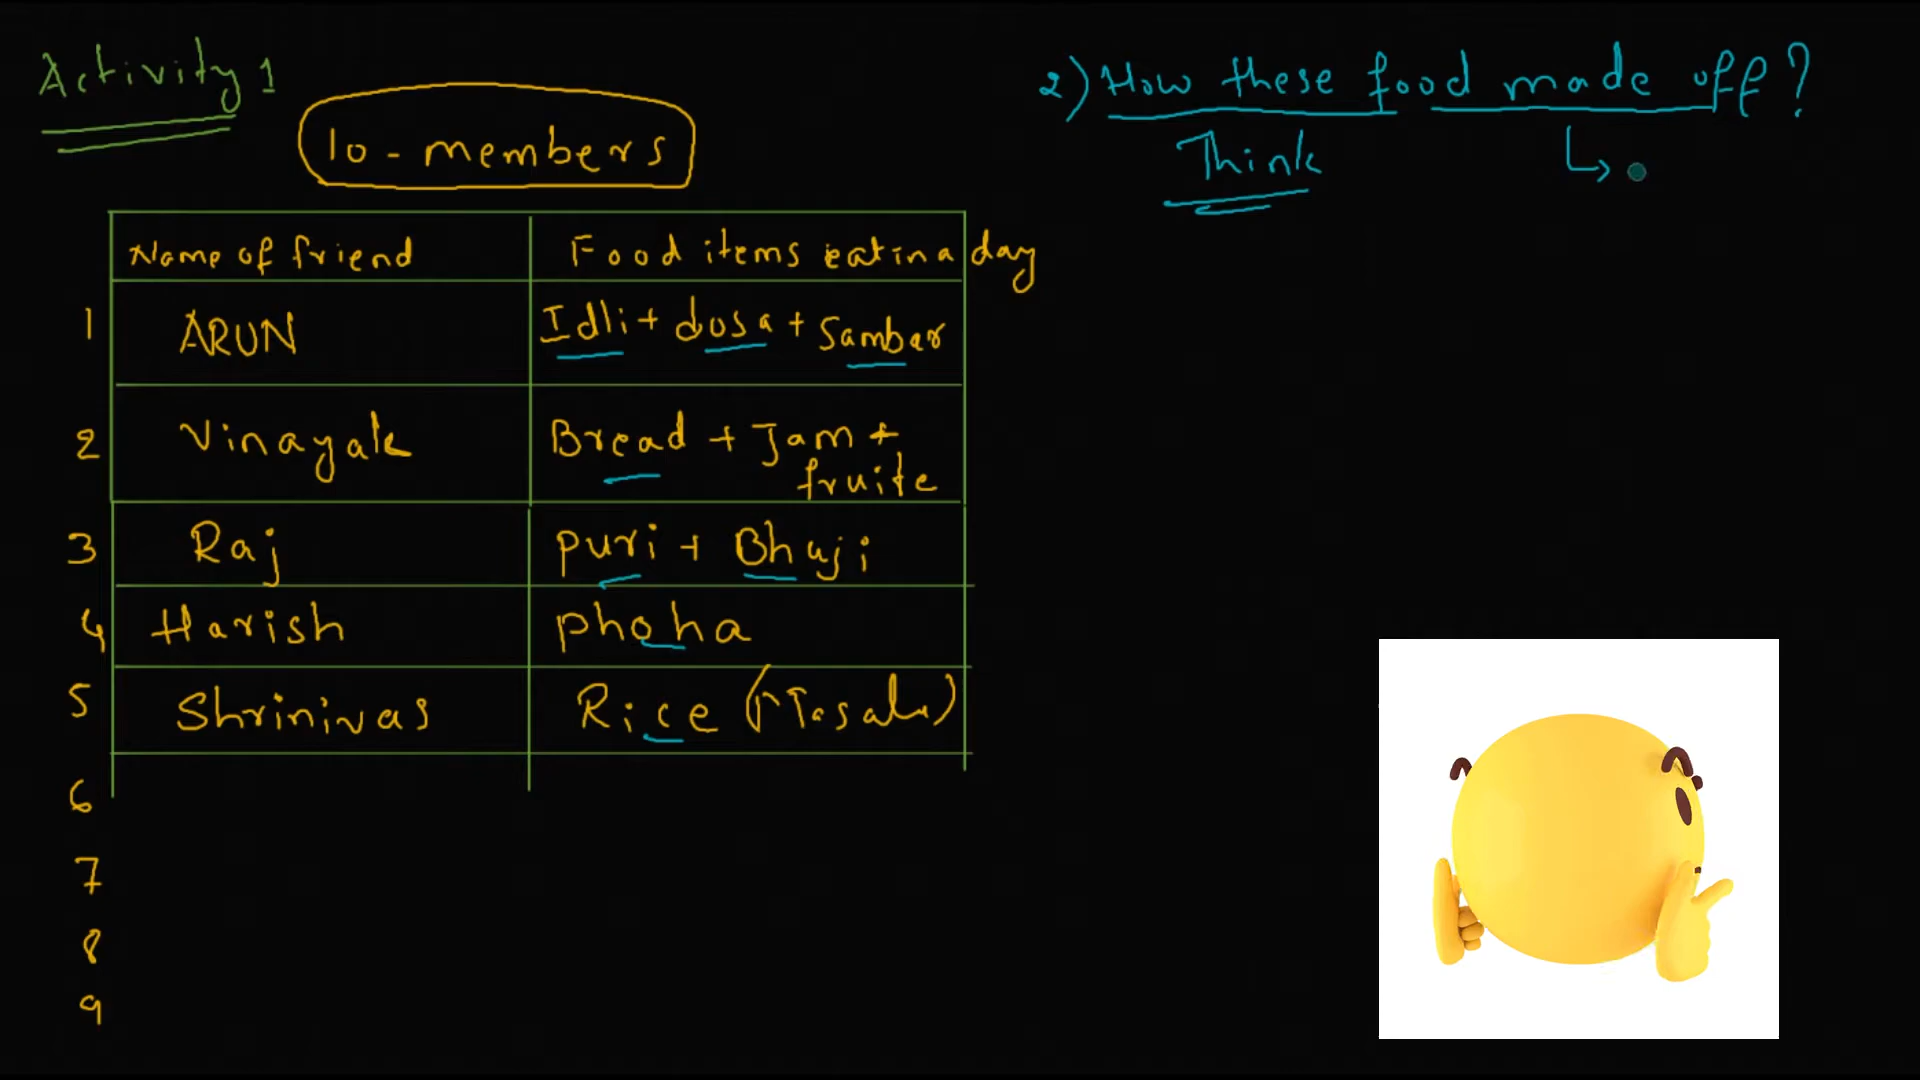 Activity 1
10 - members
Name of friend Food items eat in a day
1 ARUN Idli + dosa + Sambar
2 Vinayak Bread + Jam +
fruite
3 Raj puri + Bhaji
4 Harish phoha
5 Shrinivas Rice (Masala)
6
7
8
9
2) How these food made off?
Think